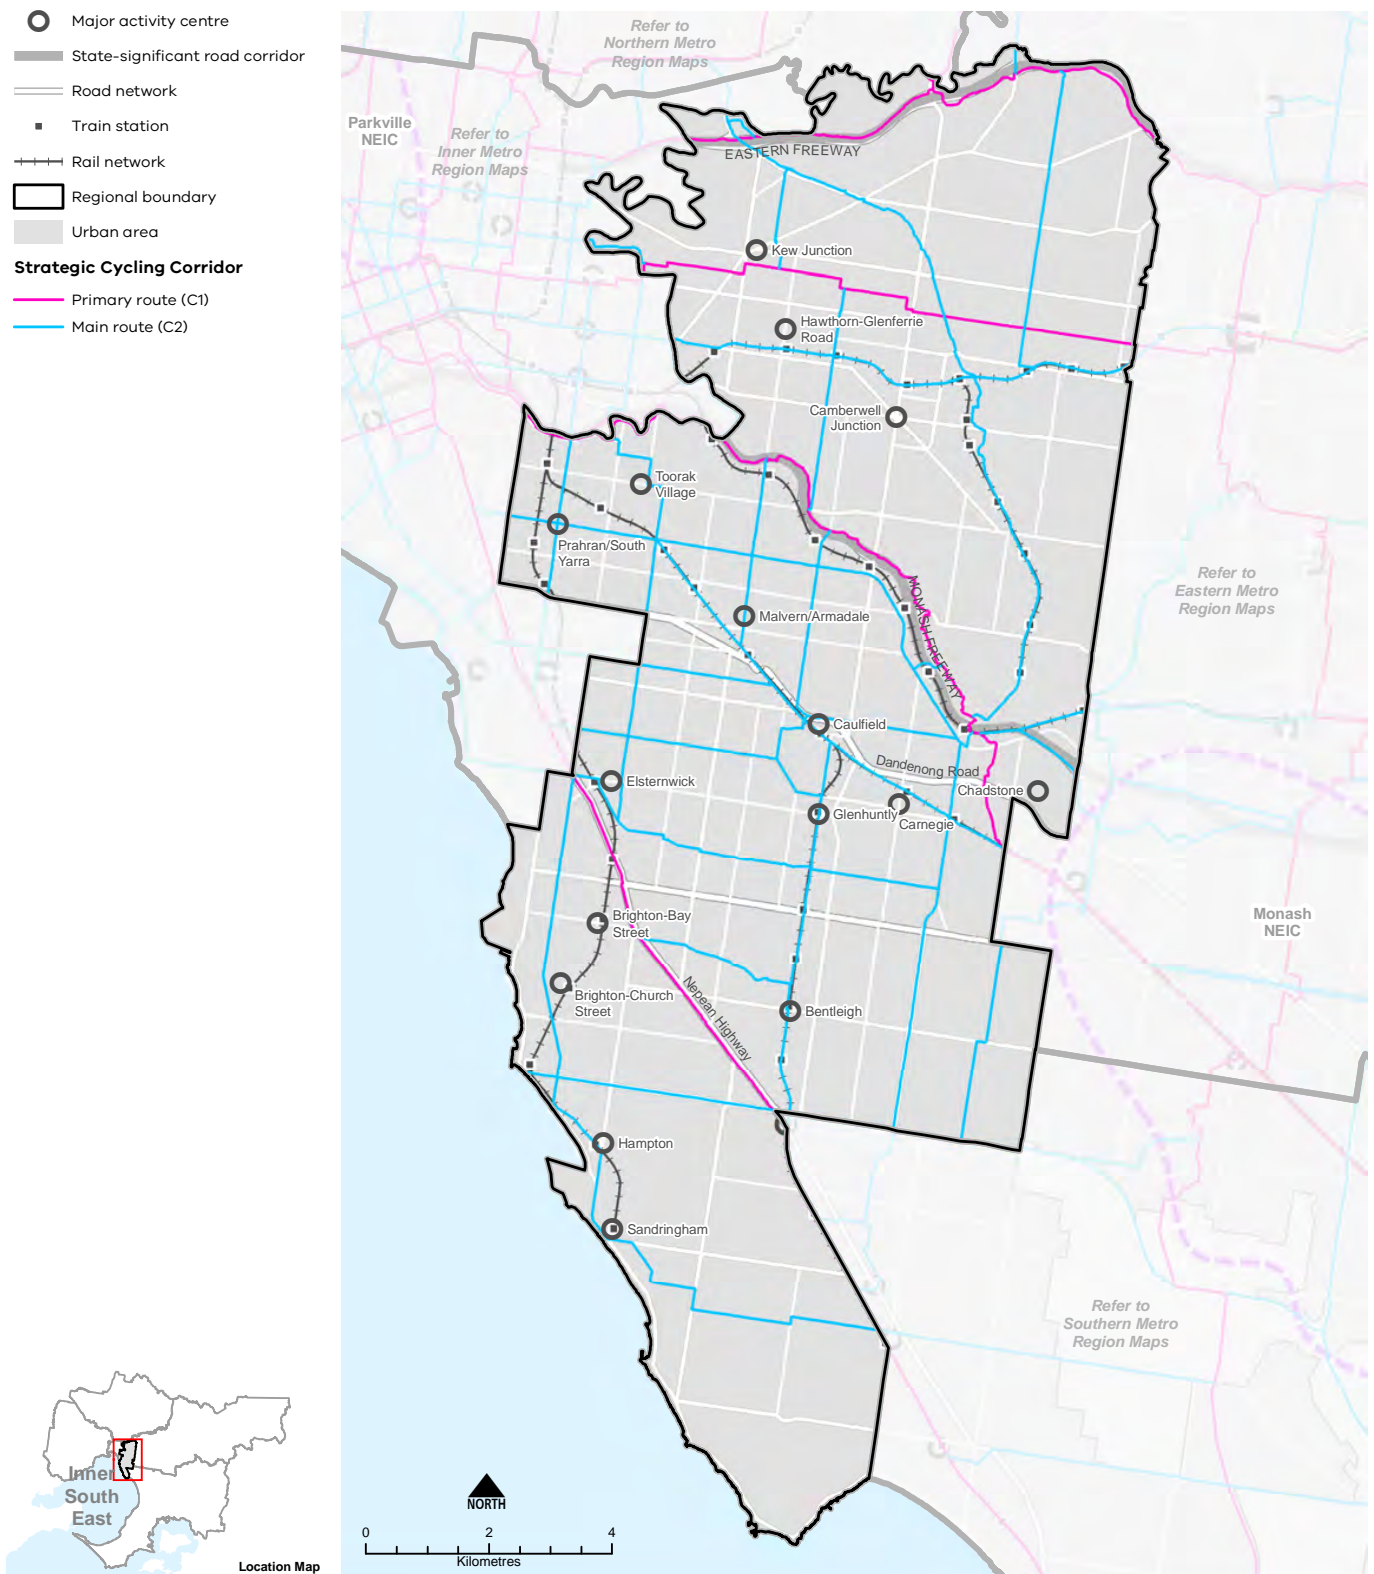 Major activity centre
State-significant road corridor
Road network
Train station
Rail network
Regional boundary
Urban area
Strategic Cycling Corridor
Primary route (C1)
Main route (C2)
Refer to
Northern Metro
Region Maps
Parkville
NEIC
Refer to
Inner Metro
Region Maps
EASTERN FREEWAY
Kew Junction
Hawthorn-Glenferrie
Road
Camberwell
Junction
Toorak
Village
Prahran/South
Yarra
Refer to
Eastern Metro
Region Maps
MONASH FREEWAY
Malvern/Armadale
Caulfield
Dandenong Road
Elsternwick
Chadstone
Glenhuntly
Carnegie
Brighton-Bay
Street
Monash
NEIC
Brighton-Church
Street
Nepean Highway
Bentleigh
Hampton
Sandringham
Refer to
Southern Metro
Region Maps
Inner
South
East
Location Map
NORTH
0 2 4
Kilometres